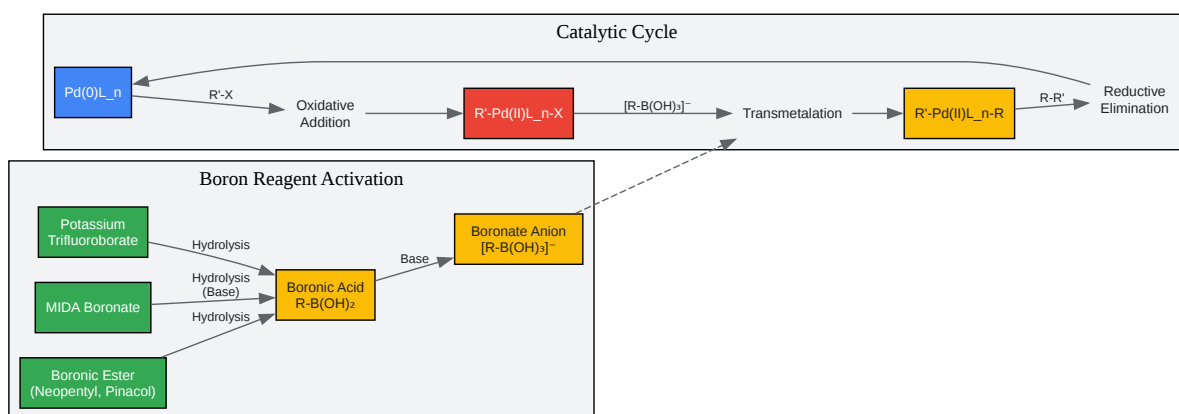 Catalytic Cycle
Pd(0)L_n
R'-X
Oxidative
Addition
R'-Pd(II)L_n-X
[R-B(OH)₃]⁻
Transmetalation
R'-Pd(II)L_n-R
R-R'
Reductive
Elimination
Boron Reagent Activation
Potassium
Trifluoroborate
Hydrolysis
MIDA Boronate
Hydrolysis
(Base)
Boronic Ester
(Neopentyl, Pinacol)
Hydrolysis
Boronic Acid
R-B(OH)₂
Base
Boronate Anion
[R-B(OH)₃]⁻